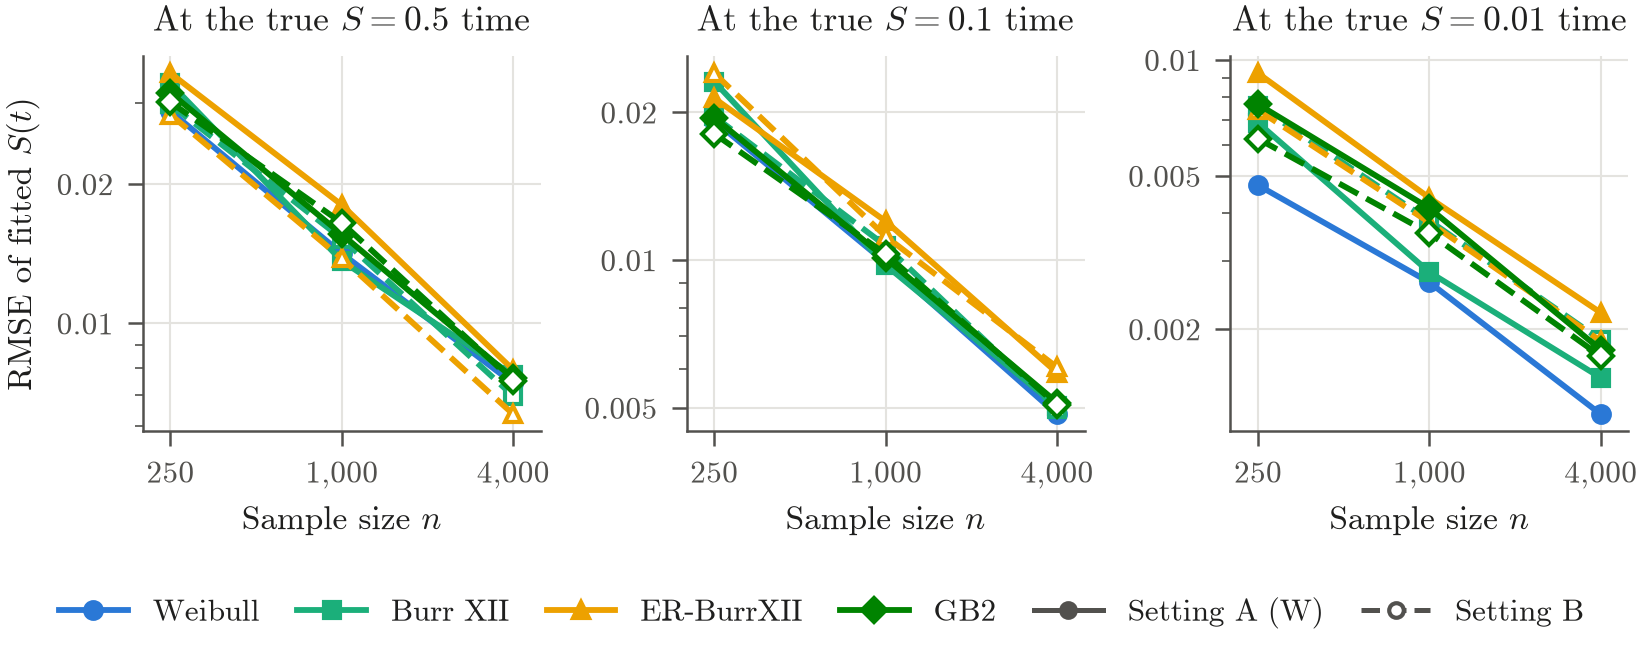 At the true S = 0.5 time
At the true S = 0.1 time
At the true S = 0.01 time
RMSE of fitted S(t)
0.02
0.01
250
1,000
4,000
Sample size n
0.02
0.01
0.005
250
1,000
4,000
Sample size n
0.01
0.005
0.002
250
1,000
4,000
Sample size n
Weibull
Burr XII
ER-BurrXII
GB2
Setting A (W)
Setting B